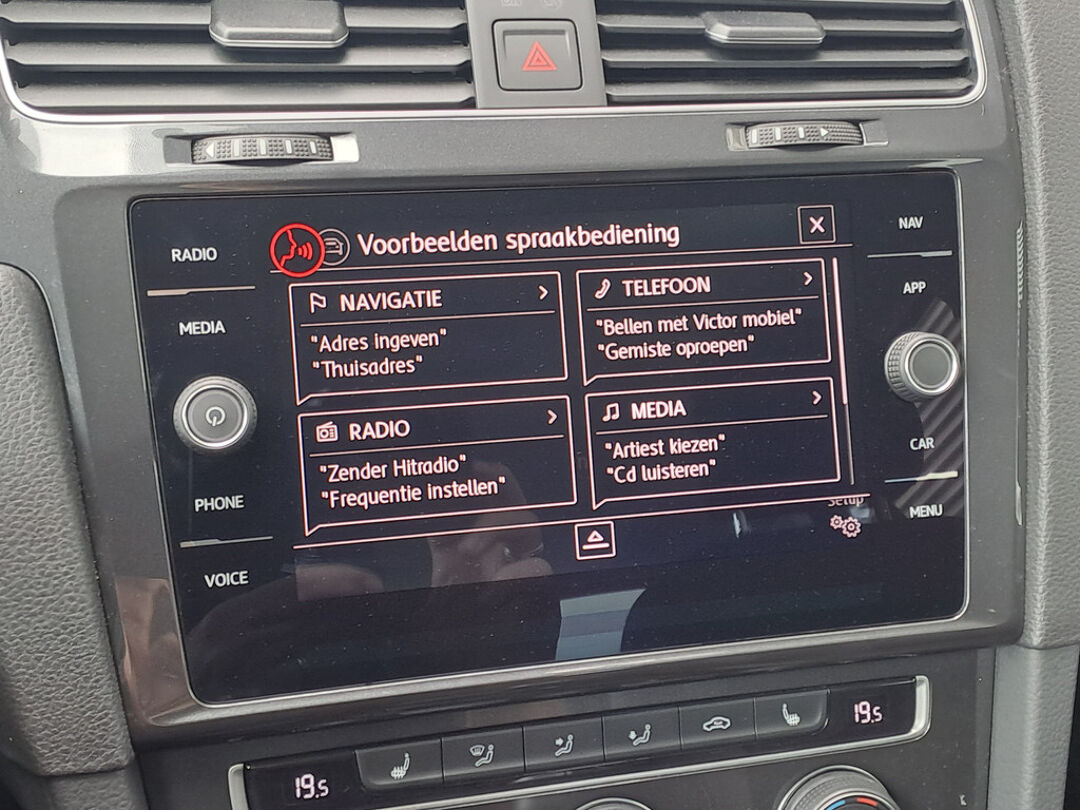 RADIO
MEDIA
PHONE
VOICE
Voorbeelden spraakbediening
X
NAVIGATIE
"Adres ingeven"
"Thuisadres"
TELEFOON
"Bellen met Victor mobiel"
"Gemiste oproepen"
RADIO
"Zender Hitradio"
"Frequentie instellen"
MEDIA
"Artiest kiezen"
"Cd luisteren"
Setup
NAV
APP
CAR
MENU
19.5
19.5